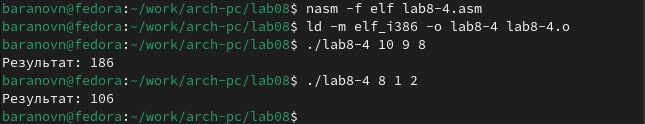 baranovn@fedora:~/work/arch-pc/lab08$ nasm -f elf lab8-4.asm
baranovn@fedora:~/work/arch-pc/lab08$ ld -m elf_i386 -o lab8-4 lab8-4.o
baranovn@fedora:~/work/arch-pc/lab08$ ./lab8-4 10 9 8
Результат: 186
baranovn@fedora:~/work/arch-pc/lab08$ ./lab8-4 8 1 2
Результат: 106
baranovn@fedora:~/work/arch-pc/lab08$